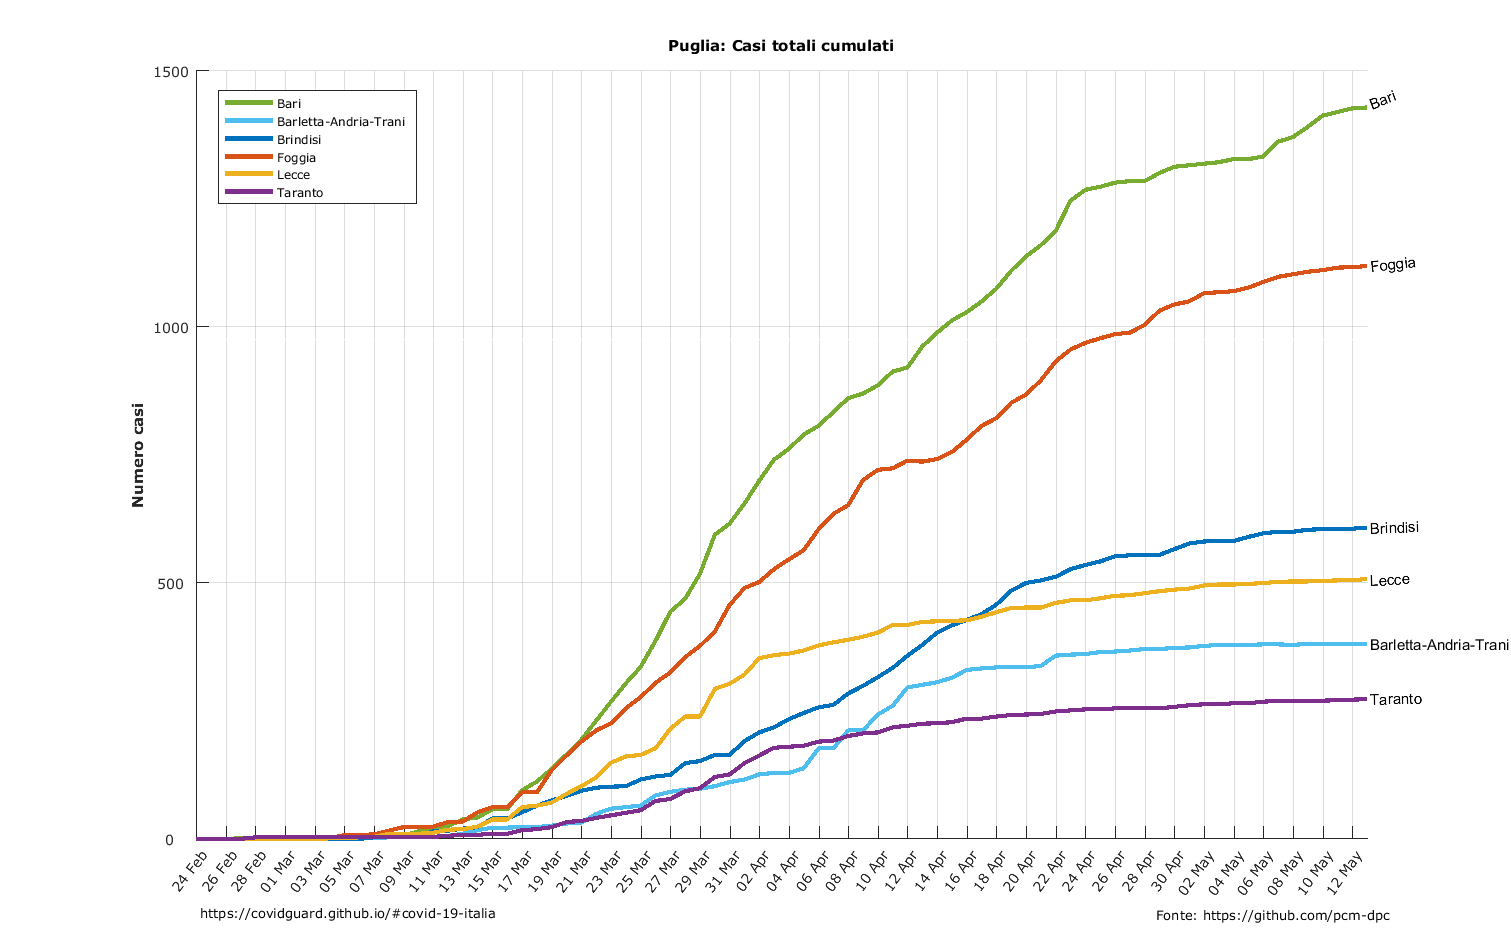 Puglia: Casi totali cumulati
1500
1000
500
0
Numero casi
Bari
Barletta-Andria-Trani
Brindisi
Foggia
Lecce
Taranto
Bari
Foggia
Brindisi
Lecce
Barletta-Andria-Trani
Taranto
24 Feb
26 Feb
28 Feb
01 Mar
03 Mar
05 Mar
07 Mar
09 Mar
11 Mar
13 Mar
15 Mar
17 Mar
19 Mar
21 Mar
23 Mar
25 Mar
27 Mar
29 Mar
31 Mar
02 Apr
04 Apr
06 Apr
08 Apr
10 Apr
12 Apr
14 Apr
16 Apr
18 Apr
20 Apr
22 Apr
24 Apr
26 Apr
28 Apr
30 Apr
02 May
04 May
06 May
08 May
10 May
12 May
https://covidguard.github.io/#covid-19-italia
Fonte: https://github.com/pcm-dpc